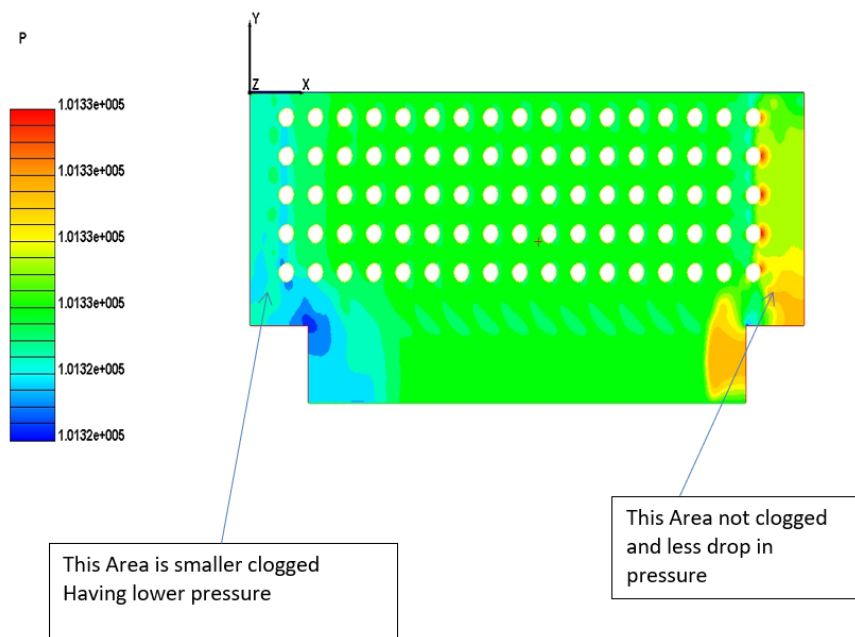 P
Y
Z
X
1.0133e+005
1.0133e+005
1.0133e+005
1.0133e+005
1.0132e+005
1.0132e+005
This Area is smaller clogged
Having lower pressure
This Area not clogged
and less drop in
pressure